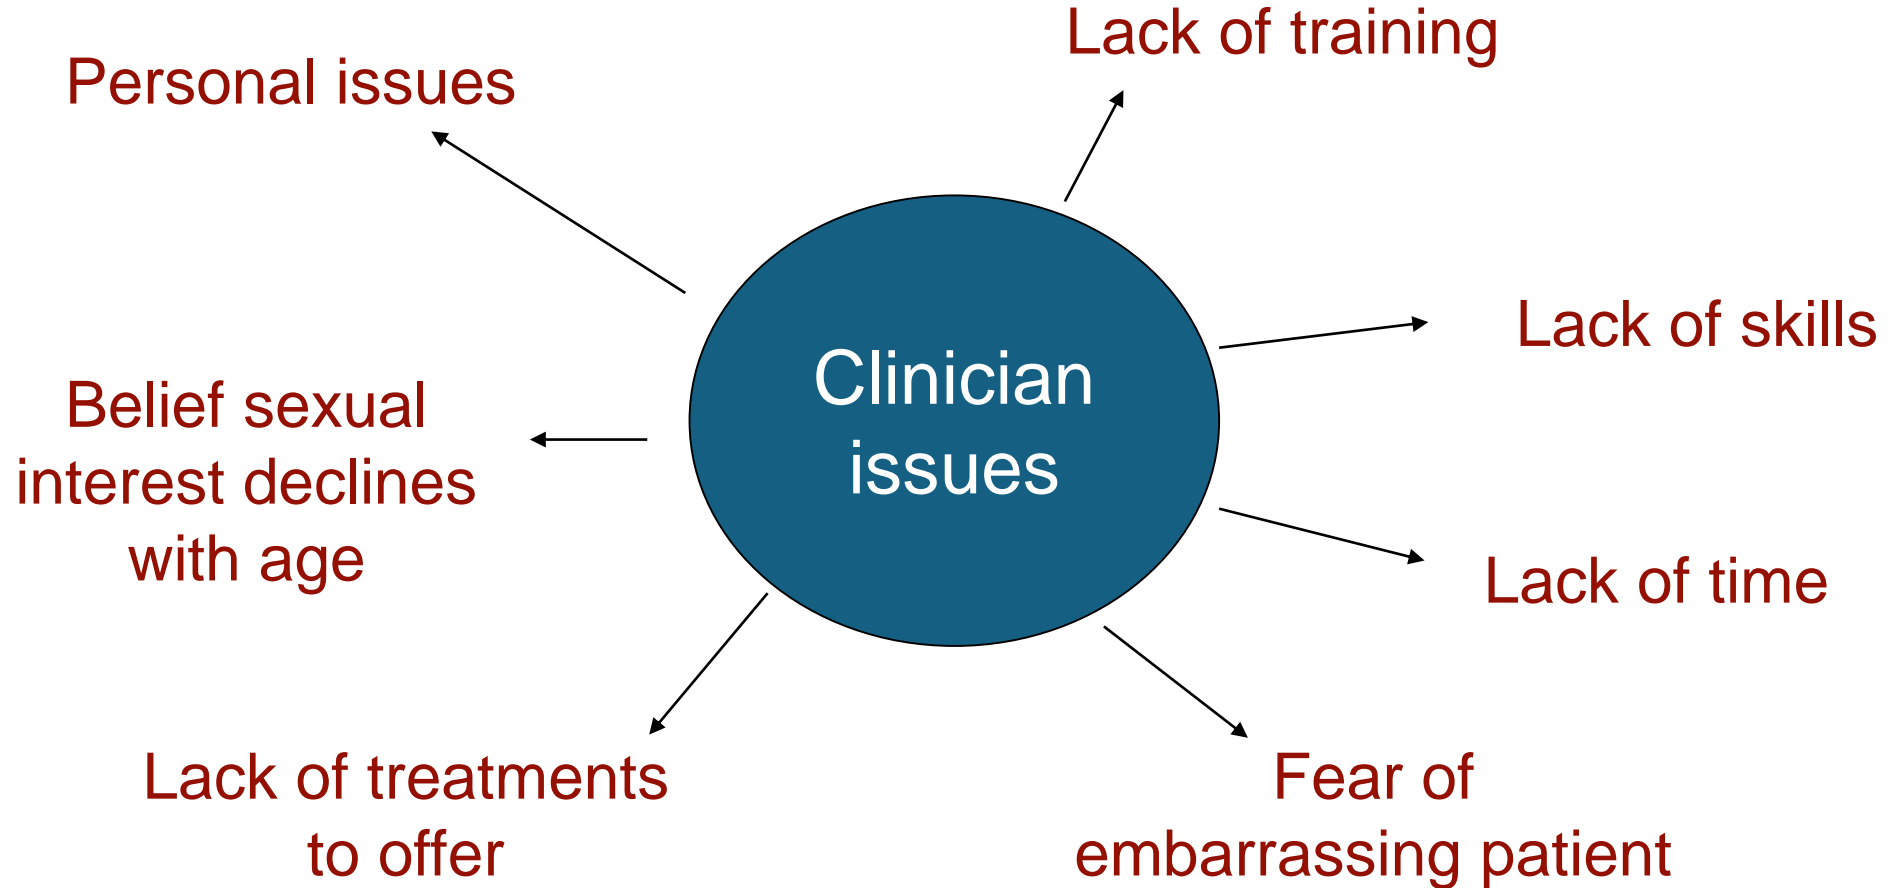 Lack of training
Personal issues
Lack of skills
Clinician
issues
Belief sexual
interest declines
with age
Lack of time
Lack of treatments
to offer
Fear of
embarrassing patient